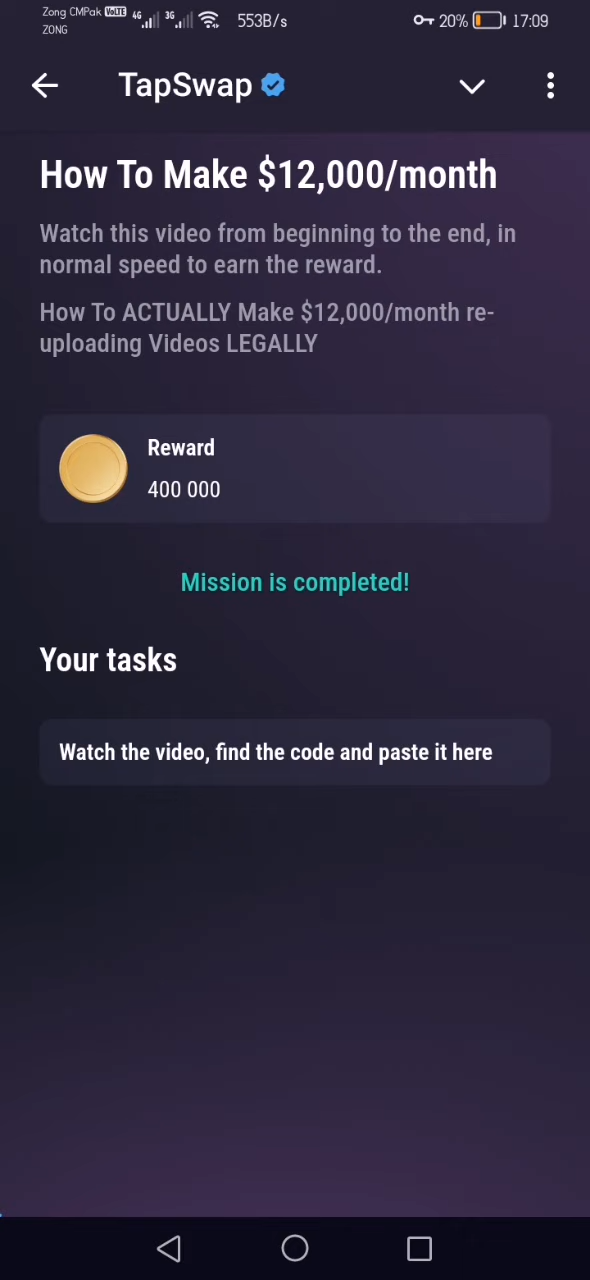 Zong CMPak VoLTE 4G 3G 553B/s 20% 17:09
ZONG
TapSwap
How To Make $12,000/month
Watch this video from beginning to the end, in
normal speed to earn the reward.
How To ACTUALLY Make $12,000/month re-
uploading Videos LEGALLY
Reward
400 000
Mission is completed!
Your tasks
Watch the video, find the code and paste it here